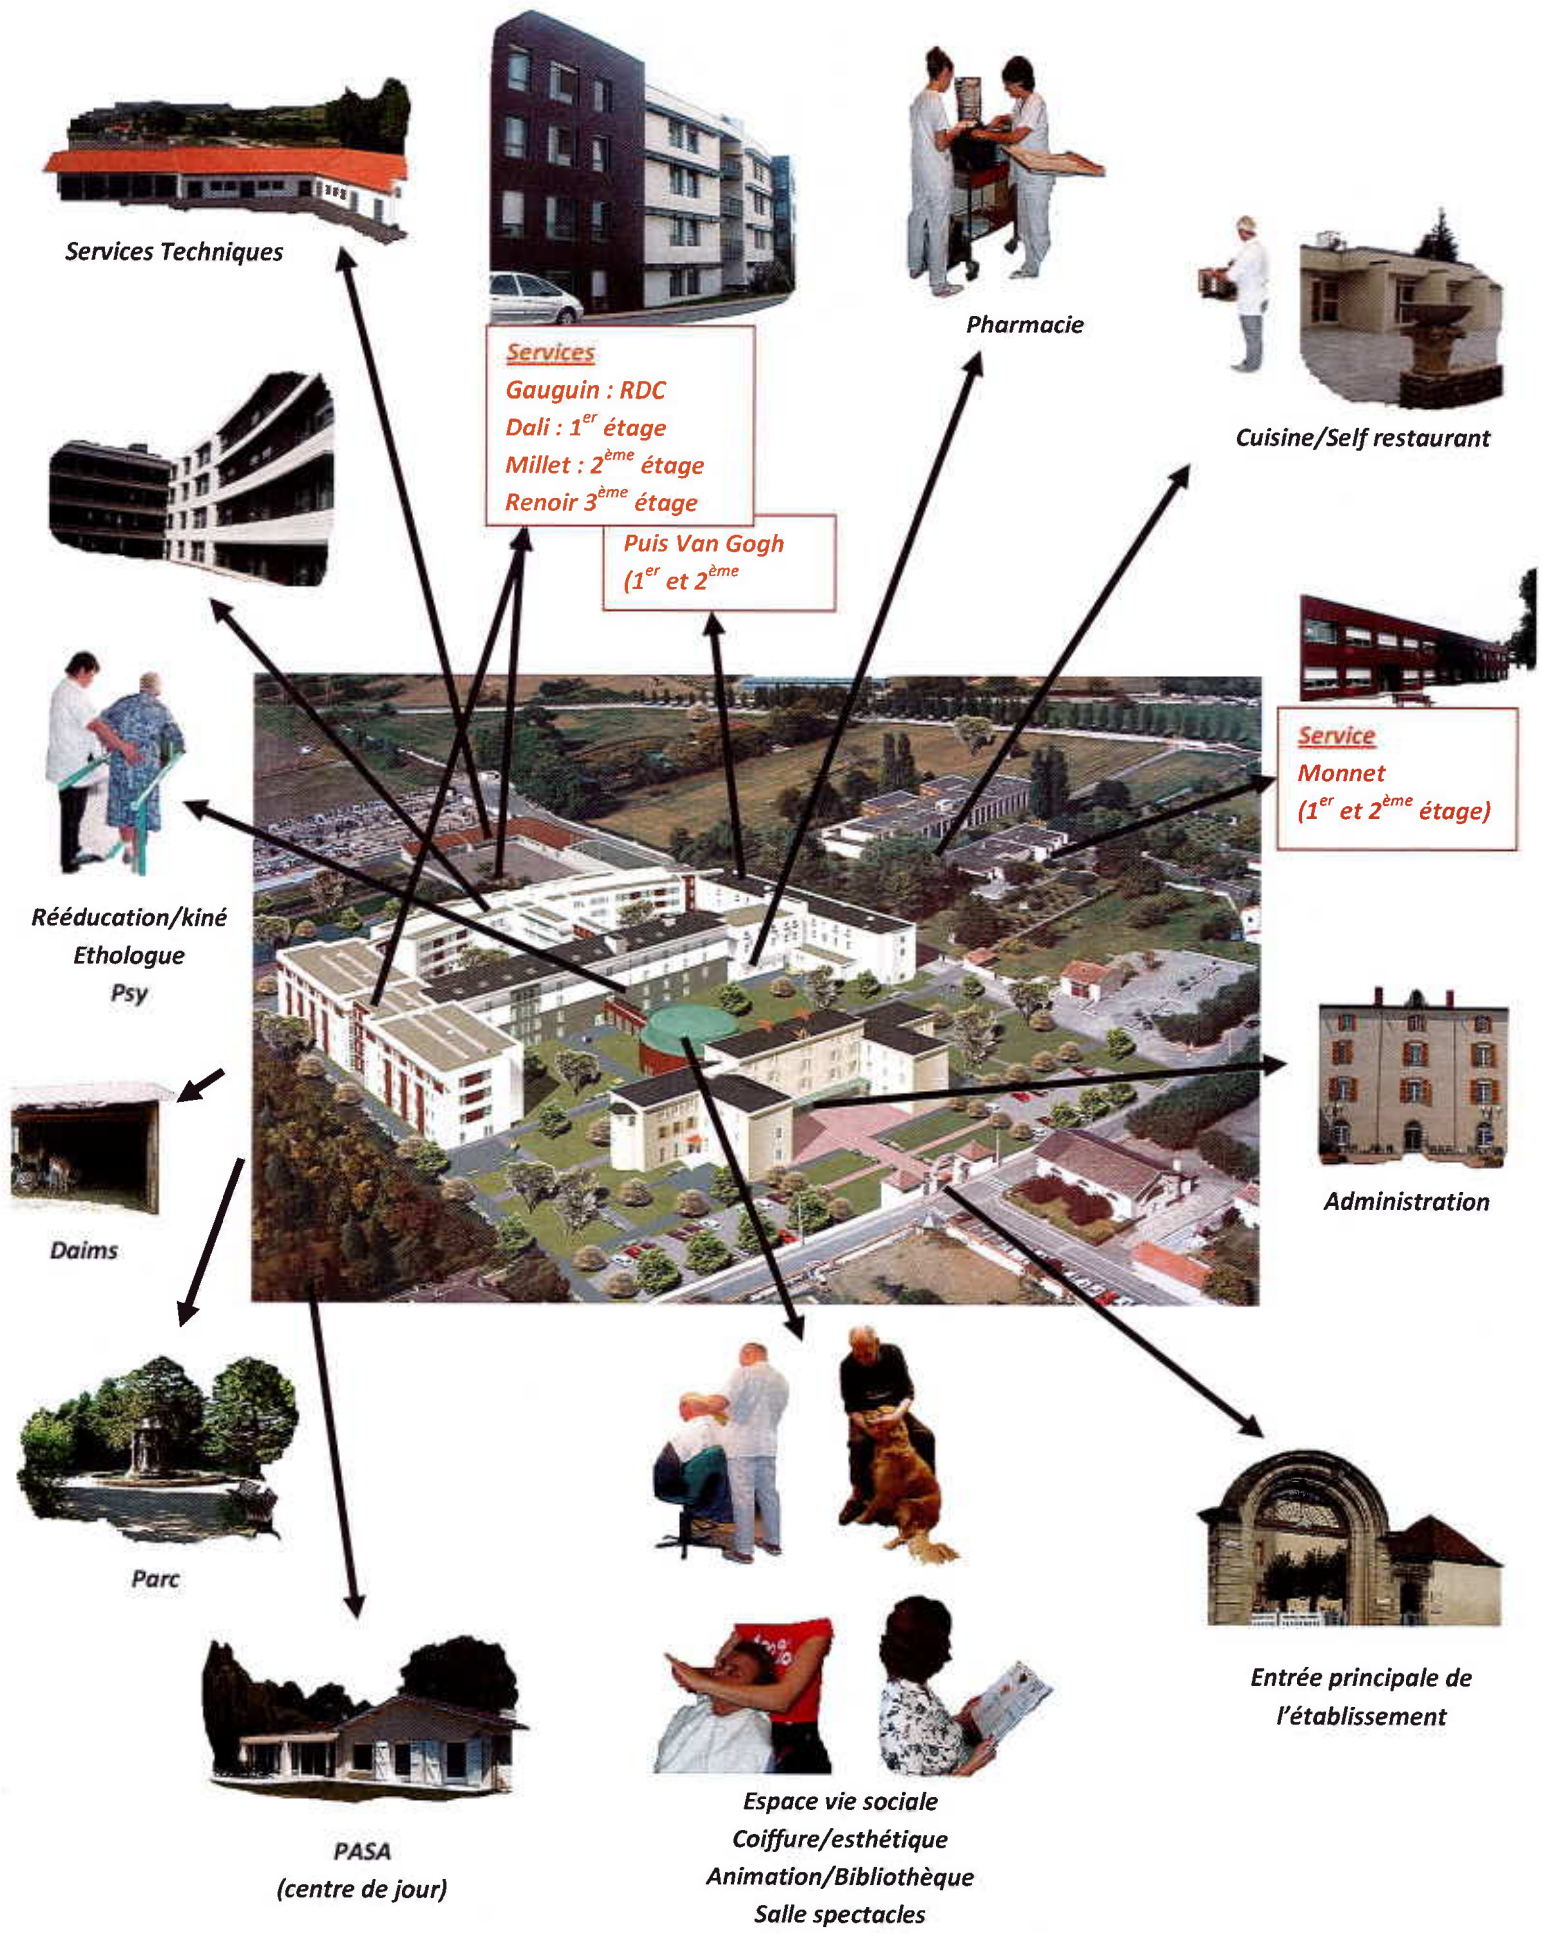 Services Techniques
Services
Gauguin : RDC
Dali : 1er étage
Millet : 2ème étage
Renoir 3ème étage
Puis Van Gogh
(1er et 2ème
Pharmacie
Cuisine/Self restaurant
Service
Monnet
(1er et 2ème étage)
Rééducation/kiné
Ethologue
Psy
Daims
Administration
Parc
Entrée principale de
l'établissement
PASA
(centre de jour)
Espace vie sociale
Coiffure/esthétique
Animation/Bibliothèque
Salle spectacles